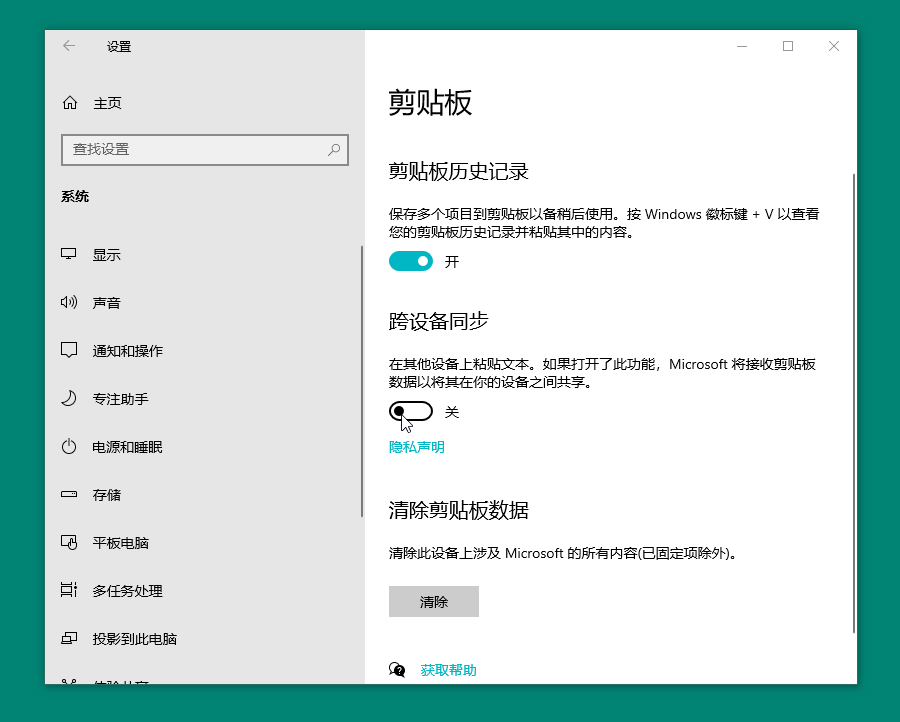 设置
主页
查找设置
系统
显示
声音
通知和操作
专注助手
电源和睡眠
存储
平板电脑
多任务处理
投影到此电脑
剪贴板
剪贴板历史记录
保存多个项目到剪贴板以备稍后使用。按 Windows 徽标键 + V 以查看
您的剪贴板历史记录并粘贴其中的内容。
开
跨设备同步
在其他设备上粘贴文本。如果打开了此功能，Microsoft 将接收剪贴板
数据以将其在你的设备之间共享。
关
隐私声明
清除剪贴板数据
清除此设备上涉及 Microsoft 的所有内容(已固定项除外)。
清除
获取帮助